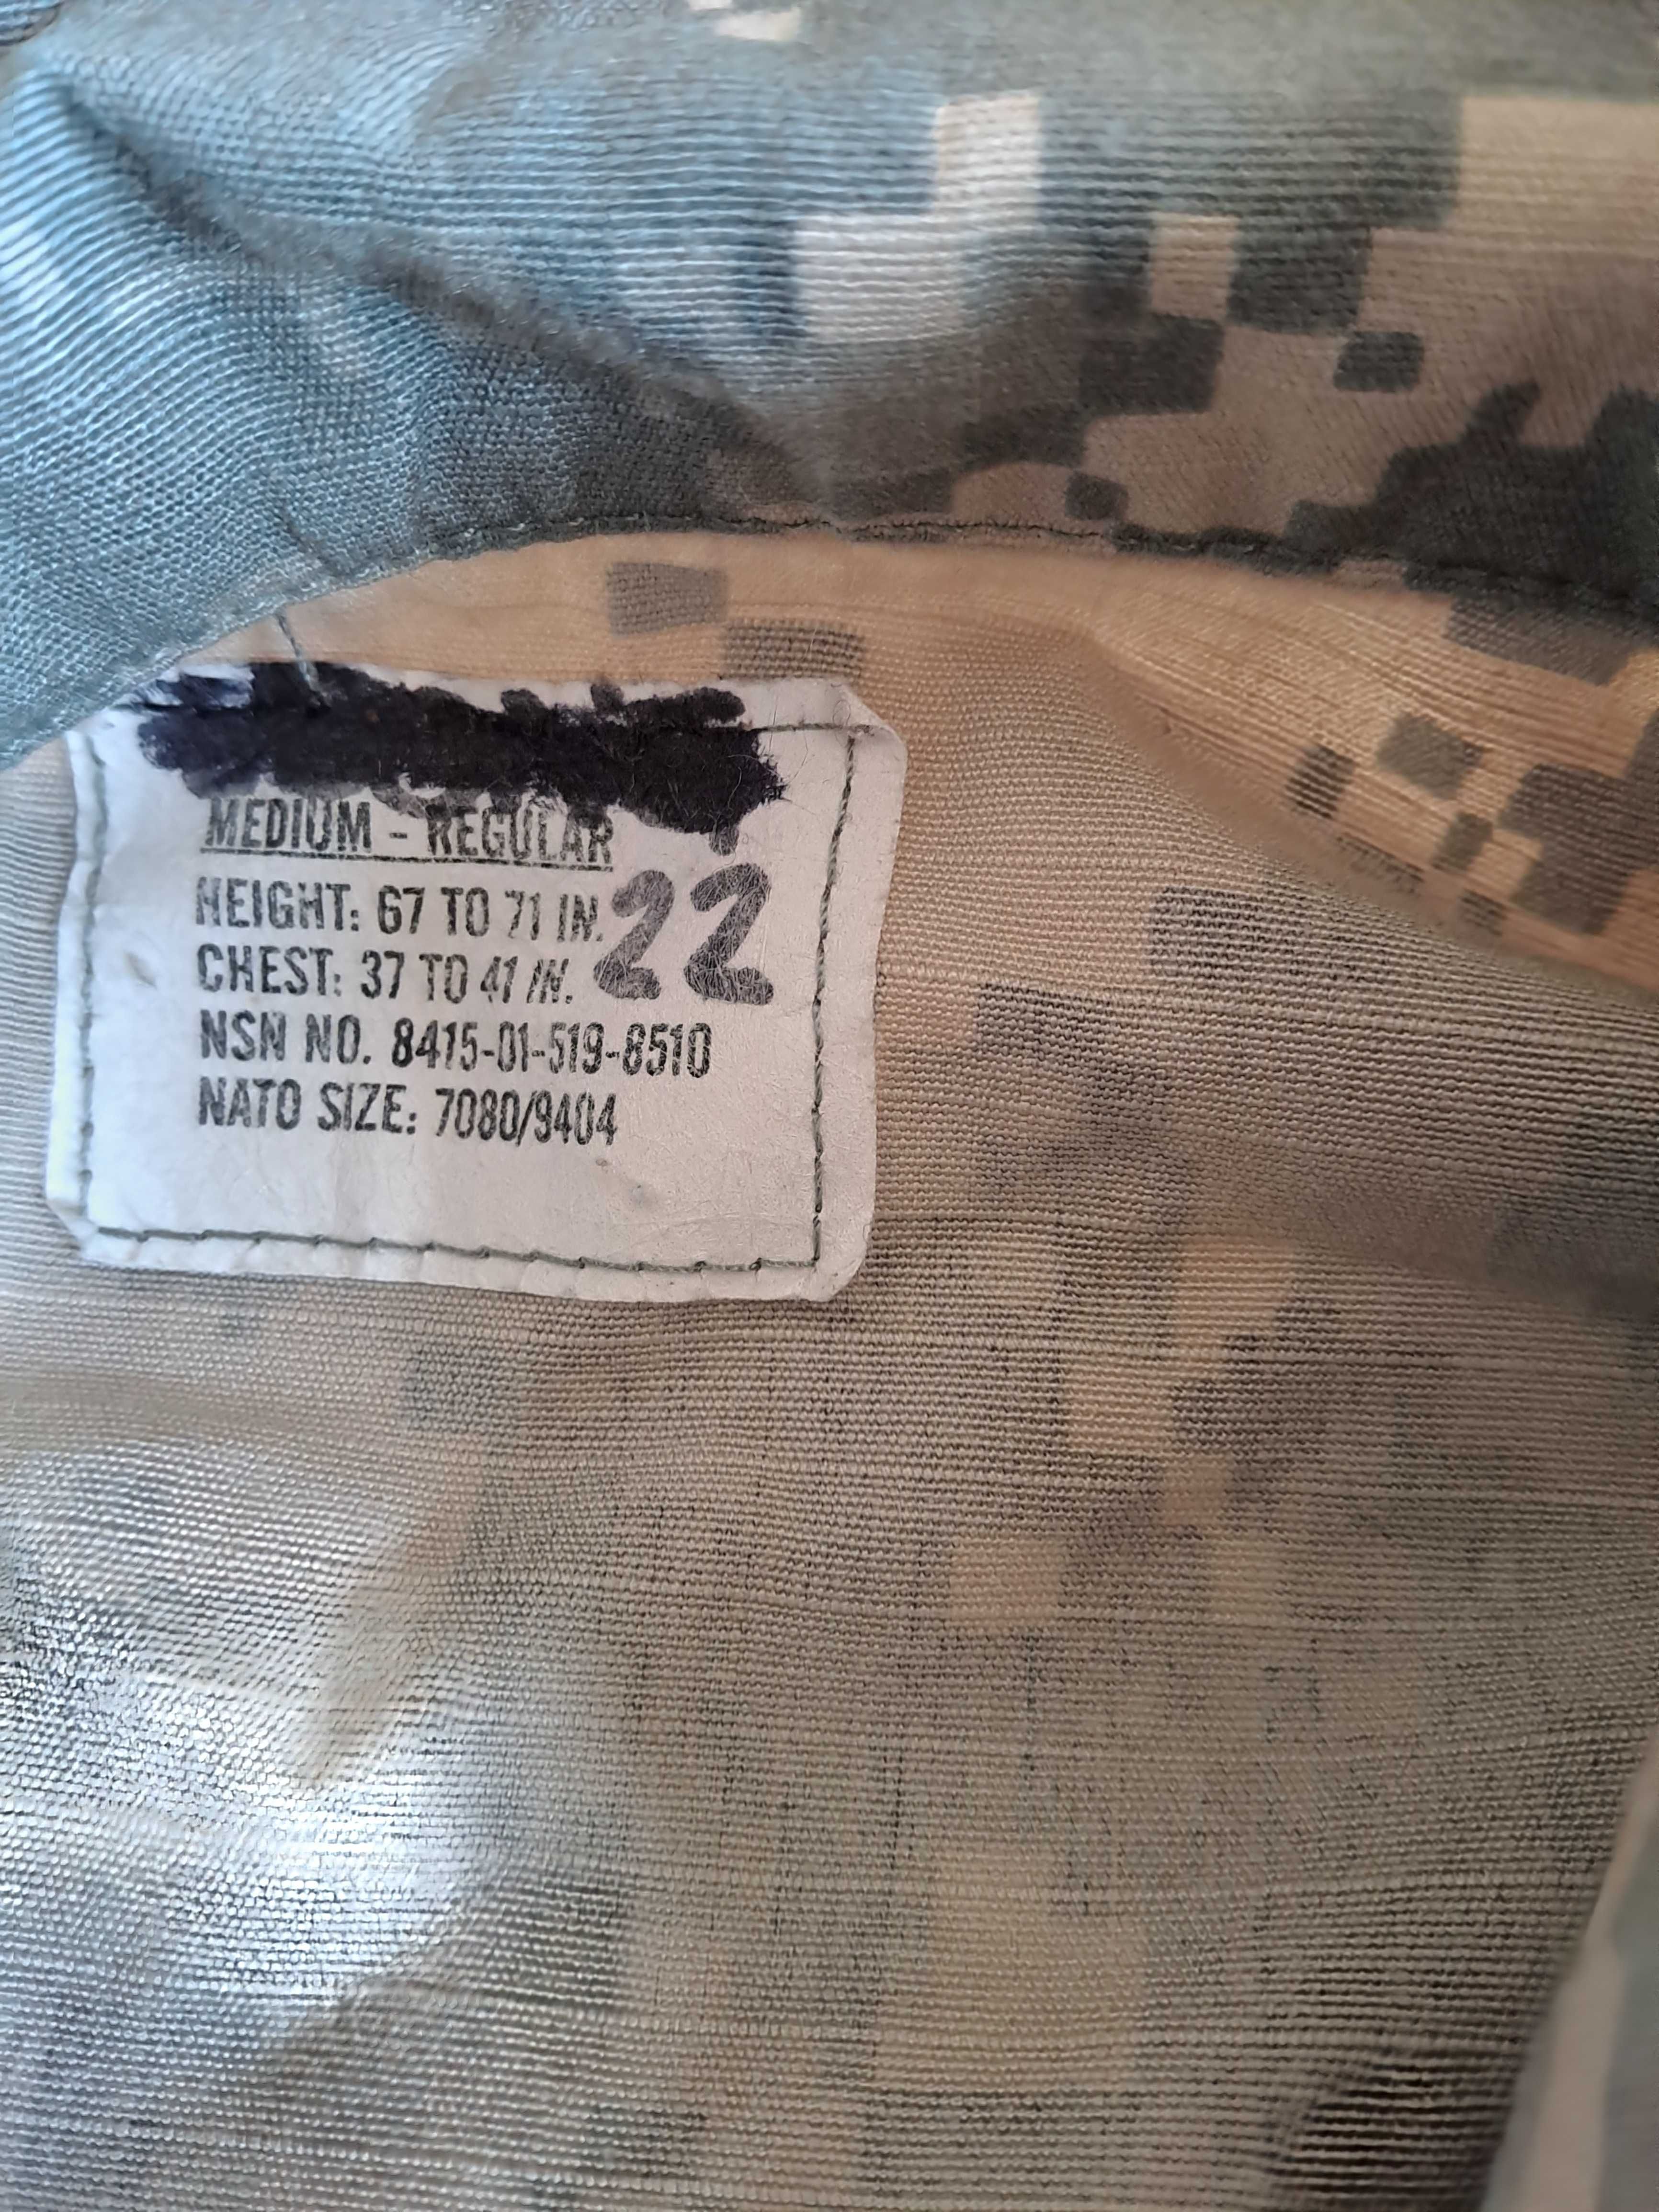 MEDIUM - REGULAR
HEIGHT: 67 TO 71 IN.
22
CHEST: 37 TO 41 IN.
NSN NO. 8415-01-519-8510
NATO SIZE: 7080/9404